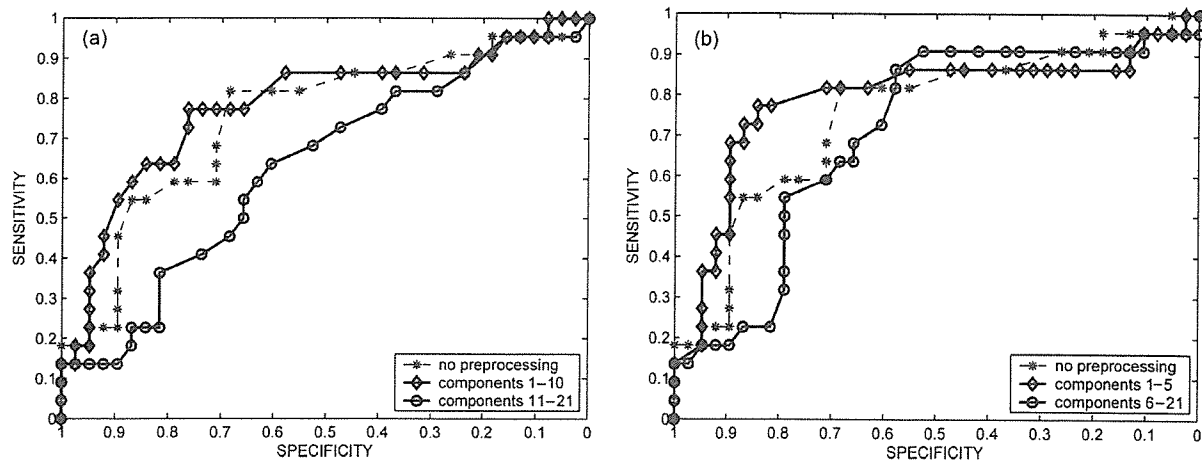 (a)
SENSITIVITY
1
0.9
0.8
0.7
0.6
0.5
0.4
0.3
0.2
0.1
0
1 0.9 0.8 0.7 0.6 0.5 0.4 0.3 0.2 0.1 0
SPECIFICITY
no preprocessing
components 1–10
components 11–21
(b)
SENSITIVITY
1
0.9
0.8
0.7
0.6
0.5
0.4
0.3
0.2
0.1
0
1 0.9 0.8 0.7 0.6 0.5 0.4 0.3 0.2 0.1 0
SPECIFICITY
no preprocessing
components 1–5
components 6–21